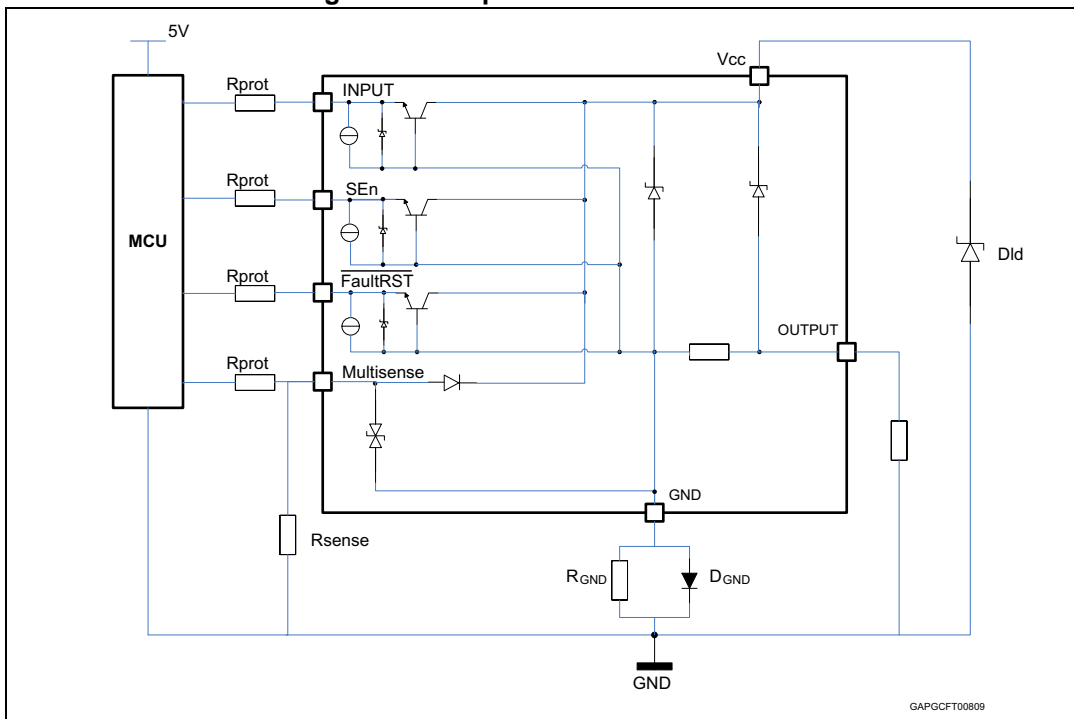 5V
Vcc
Rprot
INPUT
Rprot
SEn
MCU
Dld
Rprot
FaultRST
OUTPUT
Rprot
Multisense
GND
Rsense
RGND
DGND
GND
GAPGCFT00809